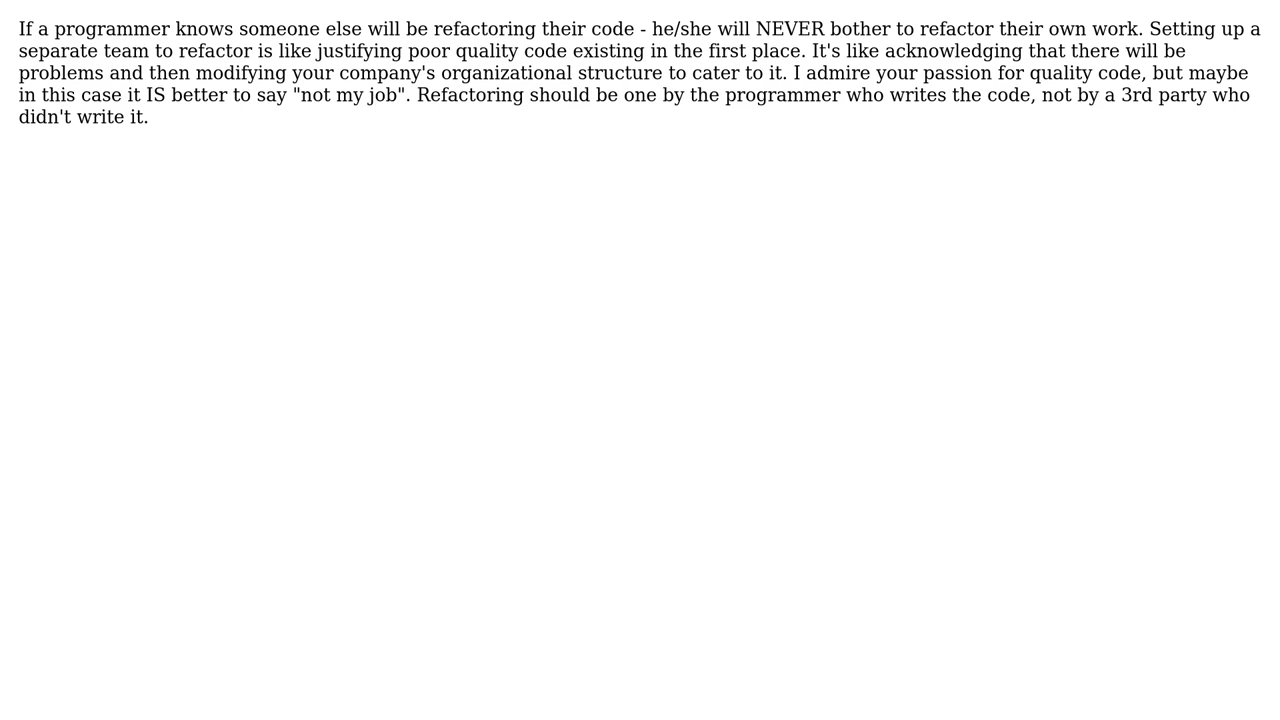 If a programmer knows someone else will be refactoring their code - he/she will NEVER bother to refactor their own work. Setting up a
separate team to refactor is like justifying poor quality code existing in the first place. It's like acknowledging that there will be
problems and then modifying your company's organizational structure to cater to it. I admire your passion for quality code, but maybe
in this case it IS better to say "not my job". Refactoring should be one by the programmer who writes the code, not by a 3rd party who
didn't write it.